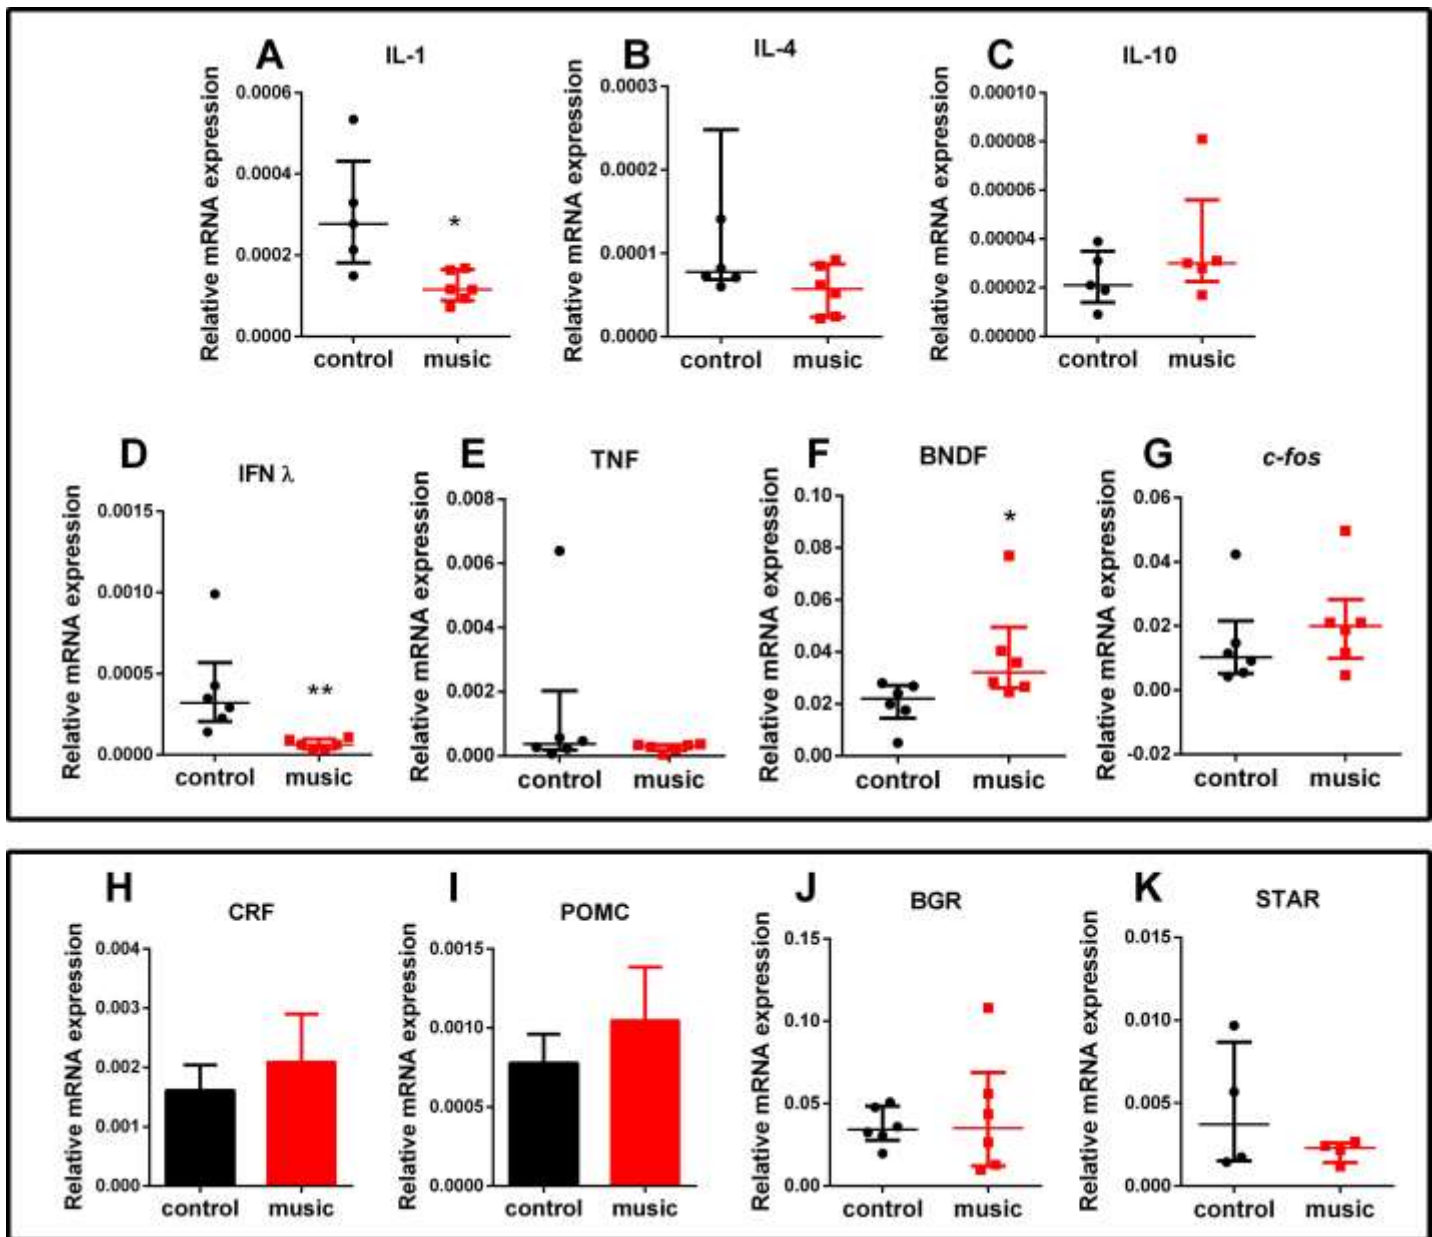 A IL-1
Relative mRNA expression
0.0006
0.0004
0.0002
0.0000
*
control music
B IL-4
Relative mRNA expression
0.0003
0.0002
0.0001
0.0000
control music
C IL-10
Relative mRNA expression
0.00010
0.00008
0.00006
0.00004
0.00002
0.00000
control music
D IFN λ
Relative mRNA expression
0.0015
0.0010
0.0005
0.0000
**
control music
E TNF
Relative mRNA expression
0.008
0.006
0.004
0.002
0.000
control music
F BNDF
Relative mRNA expression
0.10
0.08
0.06
0.04
0.02
0.00
*
control music
G c-fos
Relative mRNA expression
0.06
0.04
0.02
0.00
-0.02
control music
H CRF
Relative mRNA expression
0.004
0.003
0.002
0.001
0.000
control music
I POMC
Relative mRNA expression
0.0015
0.0010
0.0005
0.0000
control music
J BGR
Relative mRNA expression
0.15
0.10
0.05
0.00
control music
K STAR
Relative mRNA expression
0.015
0.010
0.005
0.000
control music